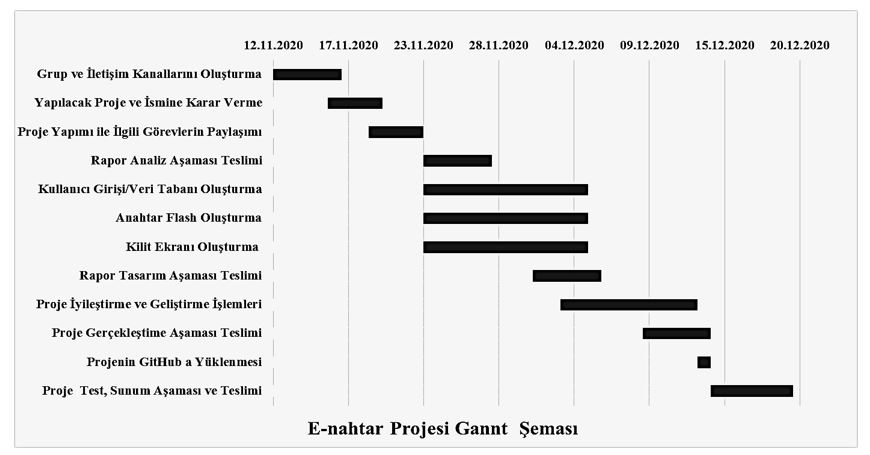 12.11.2020 17.11.2020 23.11.2020 28.11.2020 04.12.2020 09.12.2020 15.12.2020 20.12.2020
Grup ve İletişim Kanallarını Oluşturma
Yapılacak Proje ve İsmine Karar Verme
Proje Yapımı ile İlgili Görevlerin Paylaşımı
Rapor Analiz Aşaması Teslimi
Kullanıcı Girişi/Veri Tabanı Oluşturma
Anahtar Flash Oluşturma
Kilit Ekranı Oluşturma
Rapor Tasarım Aşaması Teslimi
Proje İyileştirme ve Geliştirme İşlemleri
Proje Gerçekleştime Aşaması Teslimi
Projenin GitHub a Yüklenmesi
Proje Test, Sunum Aşaması ve Teslimi
E-nahtar Projesi Gannt Şeması